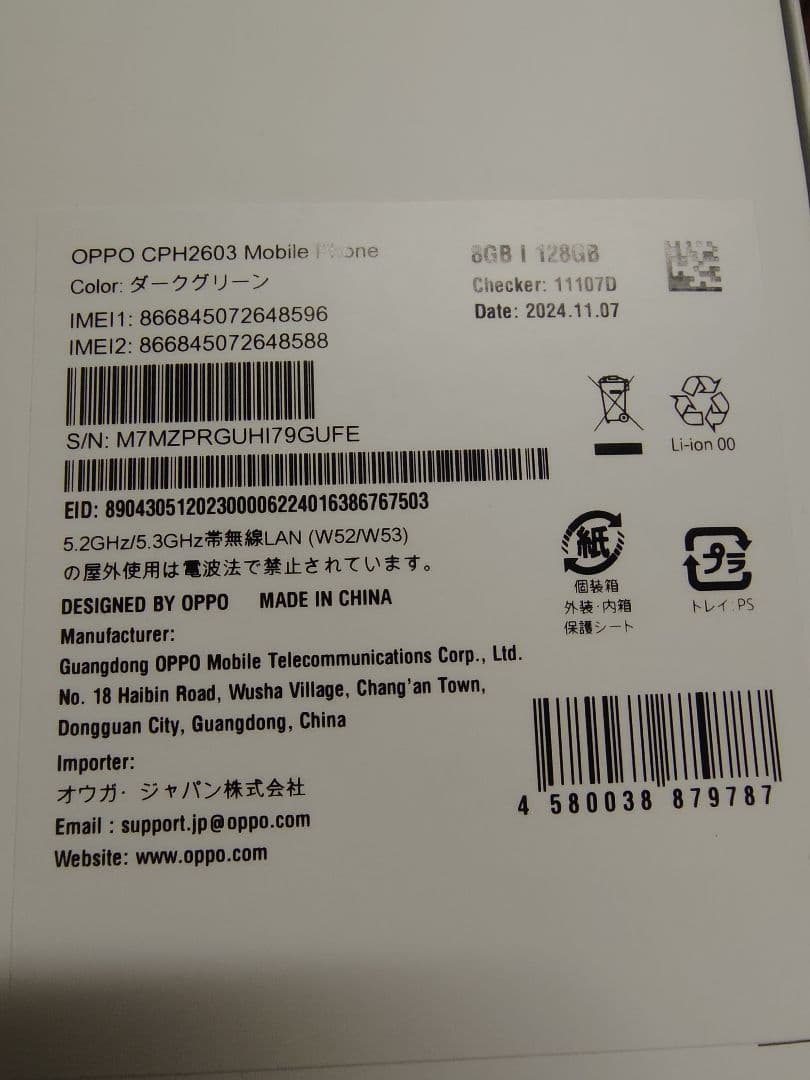 OPPO CPH2603 Mobile Phone
Color: ダークグリーン
IMEI1: 866845072648596
IMEI2: 866845072648588
8GB | 128GB
Checker: 11107D
Date: 2024.11.07
S/N: M7MZPRGUHI79GUFE
EID: 89043051202300006224016386767503
Li-ion 00
5.2GHz/5.3GHz帯無線LAN (W52/W53)
の屋外使用は電波法で禁止されています。
DESIGNED BY OPPO MADE IN CHINA
紙
個装箱
外装・内箱
保護シート
プラ
トレイ:PS
Manufacturer:
Guangdong OPPO Mobile Telecommunications Corp., Ltd.
No. 18 Haibin Road, Wusha Village, Chang'an Town,
Dongguan City, Guangdong, China
Importer:
オウガ・ジャパン株式会社
Email : support.jp@oppo.com
Website: www.oppo.com
4 580038 879787